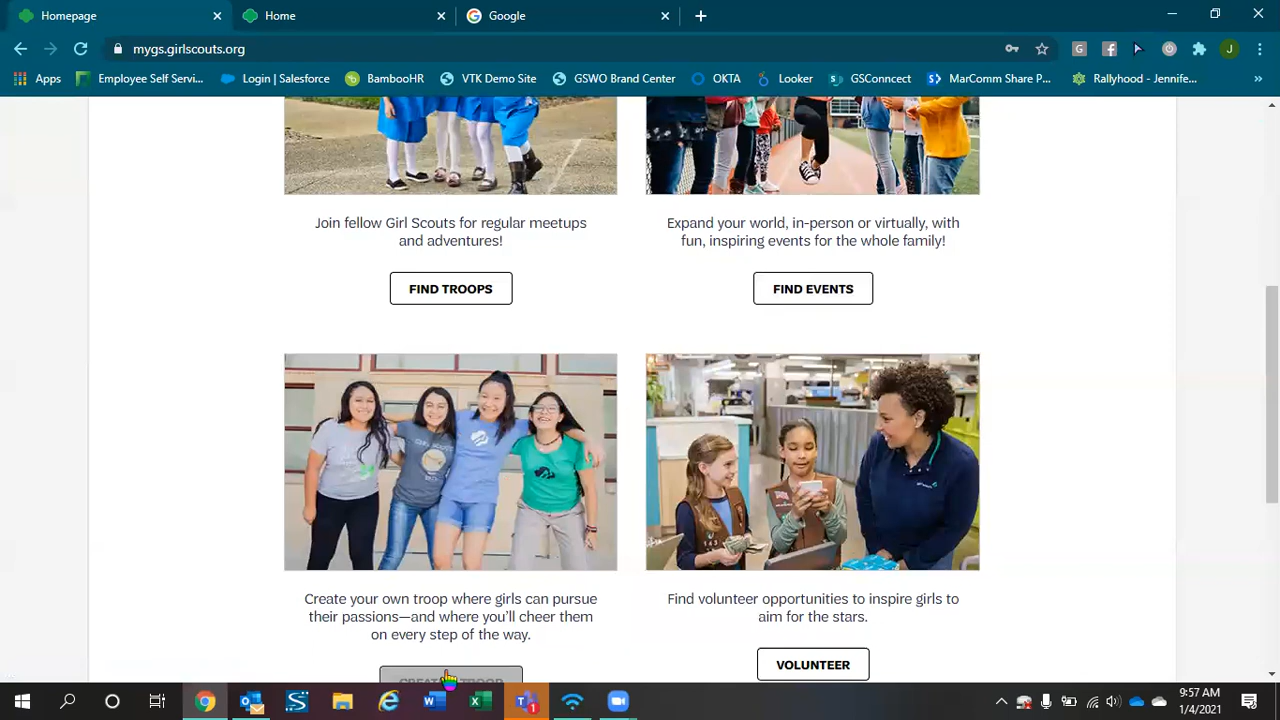 Homepage
Home
Google
mygs.girlscouts.org
Apps
Employee Self Servi...
Login | Salesforce
BambooHR
VTK Demo Site
GSWO Brand Center
OKTA
Looker
GSConnect
MarComm Share P...
Rallyhood - Jennife...
Join fellow Girl Scouts for regular meetups
and adventures!
FIND TROOPS
Expand your world, in-person or virtually, with
fun, inspiring events for the whole family!
FIND EVENTS
Create your own troop where girls can pursue
their passions—and where you'll cheer them
on every step of the way.
Find volunteer opportunities to inspire girls to
aim for the stars.
VOLUNTEER
9:57 AM
1/4/2021